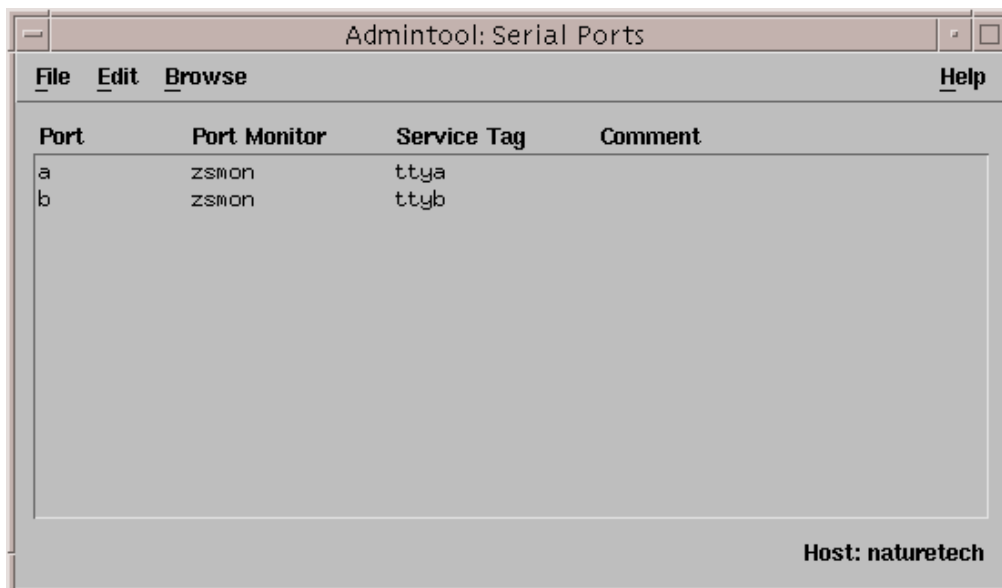 Admintool: Serial Ports
File Edit Browse Help
Port Port Monitor Service Tag Comment
a zsmon ttya
b zsmon ttyb
Host: naturetech